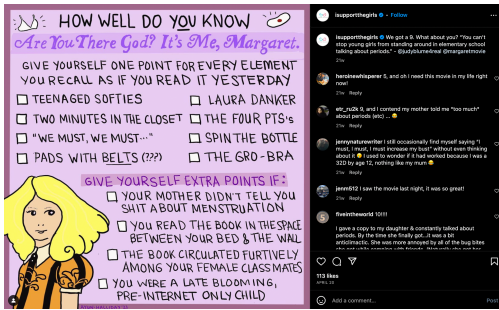 HOW WELL DO YOU KNOW
Are You There God? It's Me, Margaret.
GIVE YOURSELF ONE POINT FOR EVERY ELEMENT
YOU RECALL AS IF YOU READ IT YESTERDAY
TEENAGED SOFTIES
TWO MINUTES IN THE CLOSET
"WE MUST, WE MUST..."
PADS WITH BELTS (???)
LAURA DANKER
THE FOUR PTS's
SPIN THE BOTTLE
THE GRO-BRA
GIVE YOURSELF EXTRA POINTS IF:
YOUR MOTHER DIDN'T TELL YOU
SHIT ABOUT MENSTRUATION
YOU READ THE BOOK IN THE SPACE
BETWEEN YOUR BED & THE WALL
THE BOOK CIRCULATED FURTIVELY
AMONG YOUR FEMALE CLASSMATES
YOU WERE A LATE BLOOMING,
PRE-INTERNET ONLY CHILD
isupportthegirls • Follow
isupportthegirls We got a 9. What about you? "You can't
stop young girls from standing around in elementary school
talking about periods." - @judyblumereal @margaretmovie
21w
heroinewhisperer 5, and oh I need this movie in my life right
now!
21w Reply
etr_ru2k 9, and I contend my mother told me *too much*
about periods (etc) ...
21w Reply
jennynaturewriter I still occasionally find myself saying "I
must, I must, I must increase my bust" without even thinking
about it I used to wonder if it had worked because I was a
32D by age 12, nothing like my mum
21w Reply
jenm512 I saw the movie last night, it was so great!
21w Reply
fiveintheworld 10!!!!
I gave a copy to my daughter & constantly talked about
periods. By the time she finally got...it was a bit
anticlimactic. She was more annoyed by all of the bug bites
113 likes
APRIL 30
Add a comment...
Post